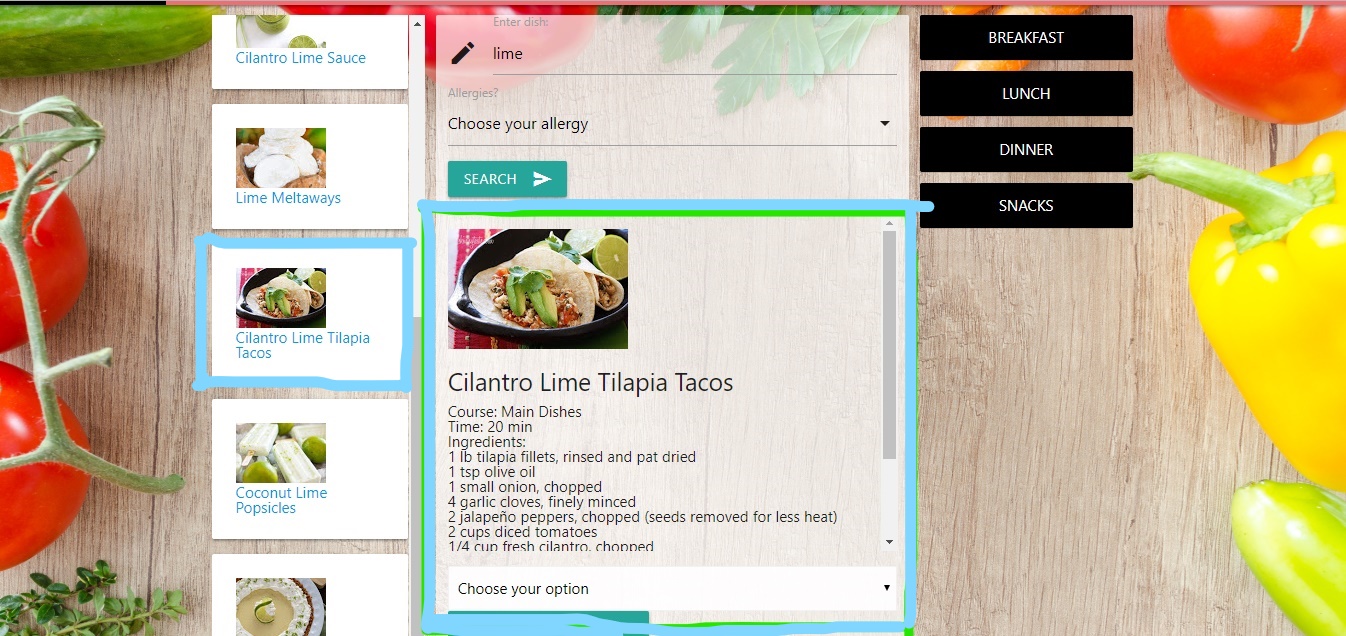 Cilantro Lime Sauce
Lime Meltaways
Cilantro Lime Tilapia
Tacos
Coconut Lime
Popsicles
Enter dish:
lime
Allergies?
Choose your allergy
SEARCH
Cilantro Lime Tilapia Tacos
Course: Main Dishes
Time: 20 min
Ingredients:
1 lb tilapia fillets, rinsed and pat dried
1 tsp olive oil
1 small onion, chopped
4 garlic cloves, finely minced
2 jalapeño peppers, chopped (seeds removed for less heat)
2 cups diced tomatoes
1/4 cup fresh cilantro, chopped
Choose your option
BREAKFAST
LUNCH
DINNER
SNACKS